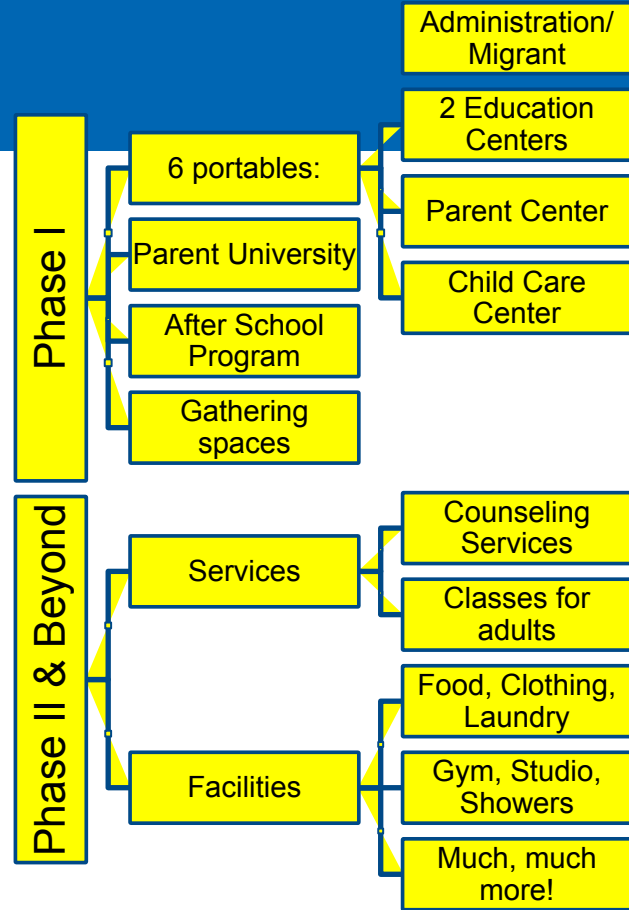 Phase I
6 portables:
Administration/
Migrant
2 Education
Centers
Parent Center
Child Care
Center
Parent University
After School
Program
Gathering
spaces
Phase II & Beyond
Services
Counseling
Services
Classes for
adults
Facilities
Food, Clothing,
Laundry
Gym, Studio,
Showers
Much, much
more!